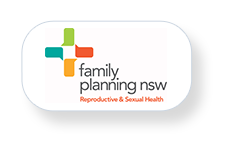 family
planning nsw
Reproductive & Sexual Health